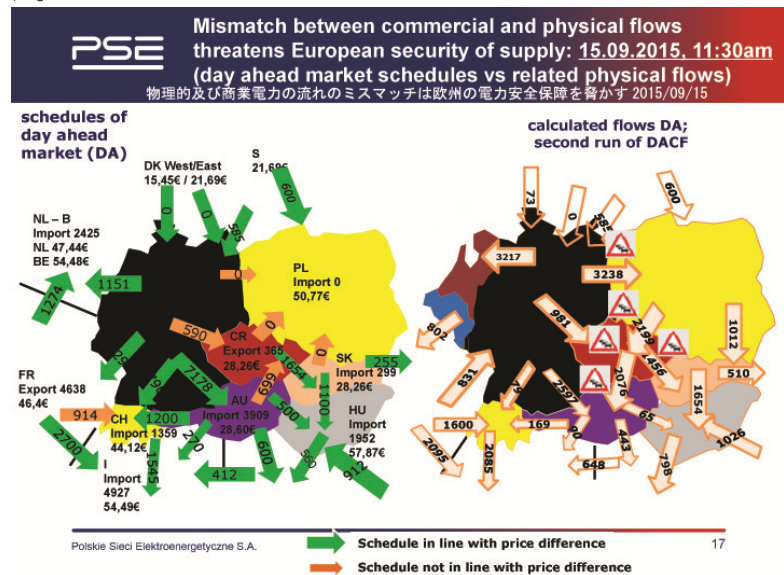 PSE
Mismatch between commercial and physical flows
threatens European security of supply: 15.09.2015, 11:30am
(day ahead market schedules vs related physical flows)
物理的及び商業電力の流れのミスマッチは欧州の電力安全保障を脅かす 2015/09/15
schedules of
day ahead
market (DA)
DK West/East
15,45€ / 21,69€
S
21,69€
600
0
0
585
NL – B
Import 2425
NL 47,44€
BE 54,48€
1274
1151
0
PL
Import 0
50,77€
590
0
CR
Export 365
28,26€
1654
0
SK
Import 299
28,26€
255
FR
Export 4638
46,4€
7178
699
AU
Import 3909
28,60€
500
1100
HU
Import
1952
57,87€
914
CH
Import 1359
44,12€
1200
2700
I
Import
4927
54,49€
1545
412
600
560
912
calculated flows DA;
second run of DACF
73
0
585
600
3217
3238
802
981
2199
1456
1012
510
831
2597
2076
1654
65
1026
1600
169
90
443
798
2095
2085
648
Polskie Sieci Elektroenergetyczne S.A.
Schedule in line with price difference
17
Schedule not in line with price difference